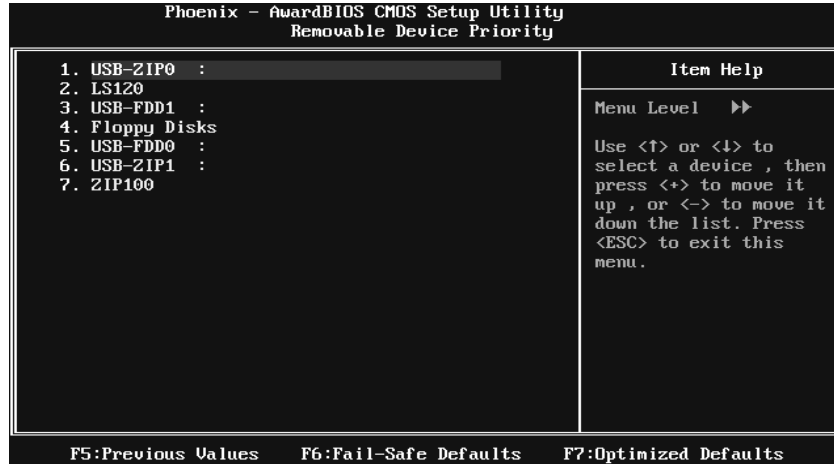 Phoenix - AwardBIOS CMOS Setup Utility
Removable Device Priority
1. USB-ZIP0 :
2. LS120
3. USB-FDD1 :
4. Floppy Disks
5. USB-FDD0 :
6. USB-ZIP1 :
7. ZIP100
Item Help
Menu Level ▸▸
Use <↑> or <↓> to
select a device , then
press <+> to move it
up , or <-> to move it
down the list. Press
<ESC> to exit this
menu.
F5:Previous Values F6:Fail-Safe Defaults F7:Optimized Defaults